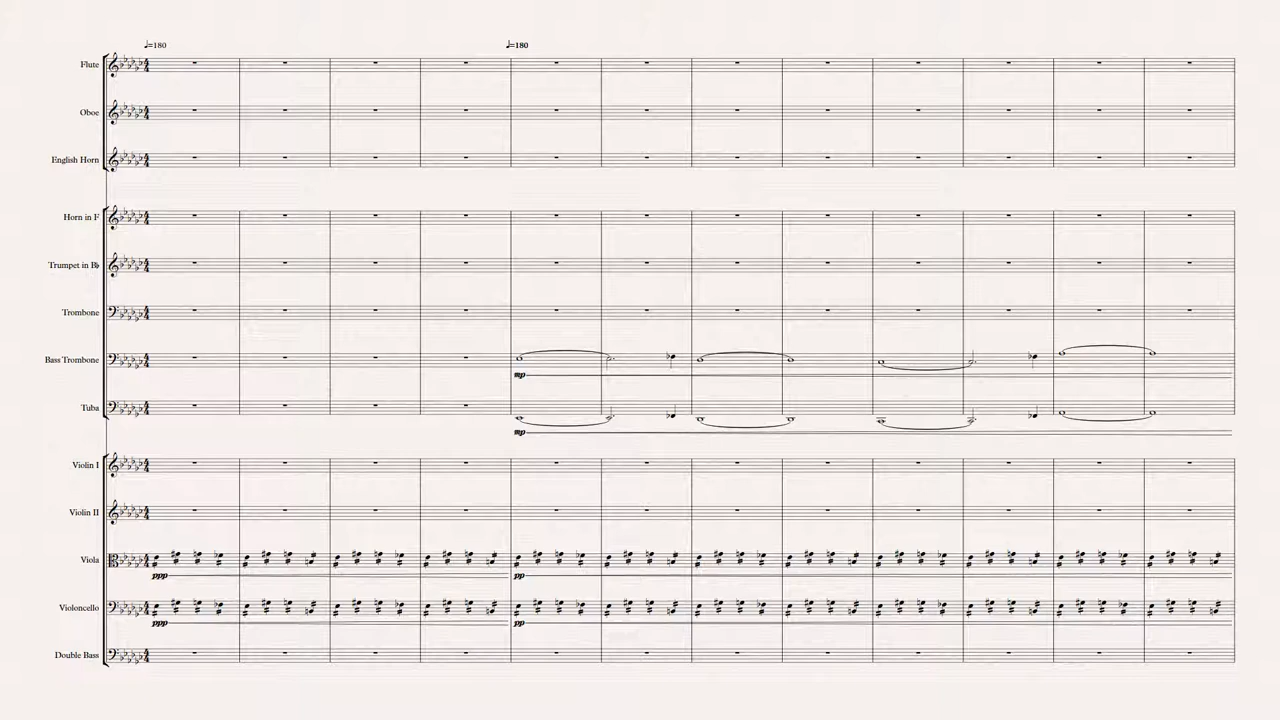 ♩=180 ♩=180
Flute
Oboe
English Horn
Horn in F
Trumpet in B♭
Trombone
Bass Trombone
mp
Tuba
mp
Violin I
Violin II
Viola
ppp pp
Violoncello
ppp pp
Double Bass